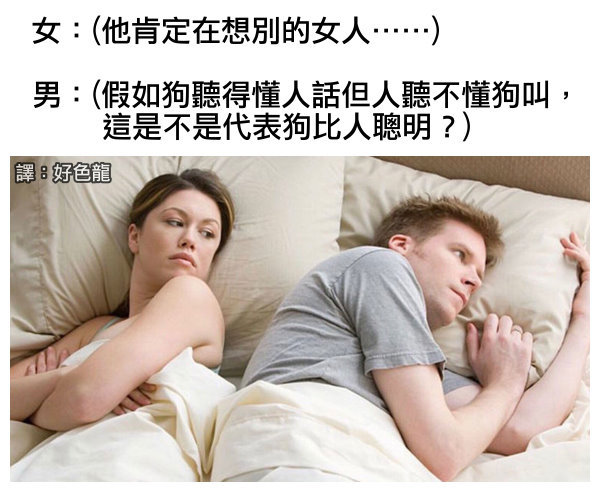 女：(他肯定在想別的女人⋯⋯)
男：(假如狗聽得懂人話但人聽不懂狗叫，
這是不是代表狗比人聰明？)
譯：好色龍